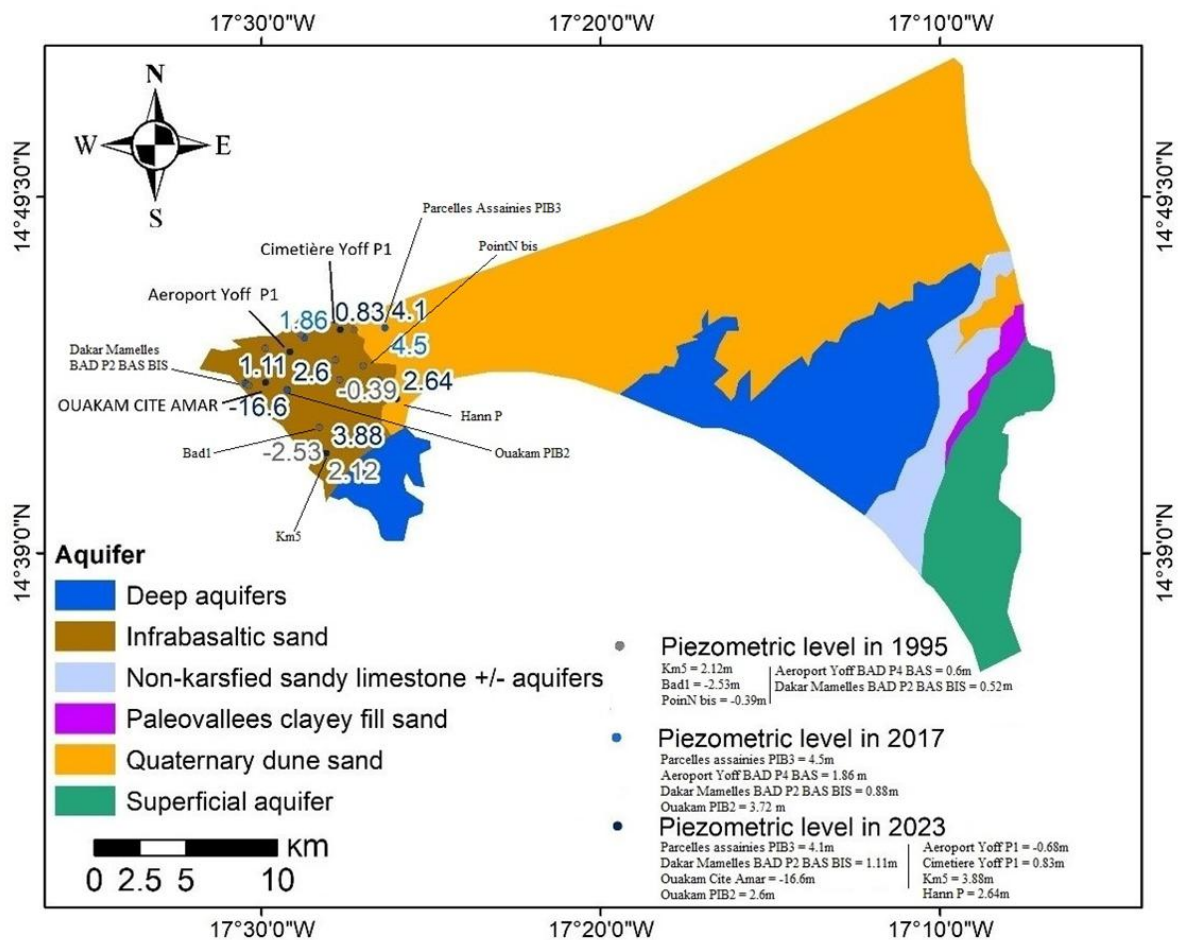 17°30'0"W 17°20'0"W 17°10'0"W
N
W E
S
14°49'30"N
14°49'30"N
Parcelles Assainies PIB3
Cimetière Yoff P1
PointN bis
Aeroport Yoff P1
1.86 0.83 4.1
4.5
Dakar Mamelles
BAD P2 BAS BIS
1.11 2.6 -0.39 2.64
OUAKAM CITE AMAR -16.6
Hann P
3.88
Bad1 -2.53
Ouakam PIB2
2.12
Km5
14°39'0"N
14°39'0"N
Aquifer
Deep aquifers
Infrabasaltic sand
Non-karsfied sandy limestone +/- aquifers
Paleovallees clayey fill sand
Quaternary dune sand
Superficial aquifer
KM
0 2.5 5 10
Piezometric level in 1995
Km5 = 2.12m
Bad1 = -2.53m
PoinN bis = -0.39m
Aeroport Yoff BAD P4 BAS = 0.6m
Dakar Mamelles BAD P2 BAS BIS = 0.52m
Piezometric level in 2017
Parcelles assainies PIB3 = 4.5m
Aeroport Yoff BAD P4 BAS = 1.86 m
Dakar Mamelles BAD P2 BAS BIS = 0.88m
Ouakam PIB2 = 3.72 m
Piezometric level in 2023
Parcelles assainies PIB3 = 4.1m
Dakar Mamelles BAD P2 BAS BIS = 1.11m
Ouakam Cite Amar = -16.6m
Ouakam PIB2 = 2.6m
Aeroport Yoff P1 = -0.68m
Cimetiere Yoff P1 = 0.83m
Km5 = 3.88m
Hann P = 2.64m
17°30'0"W 17°20'0"W 17°10'0"W